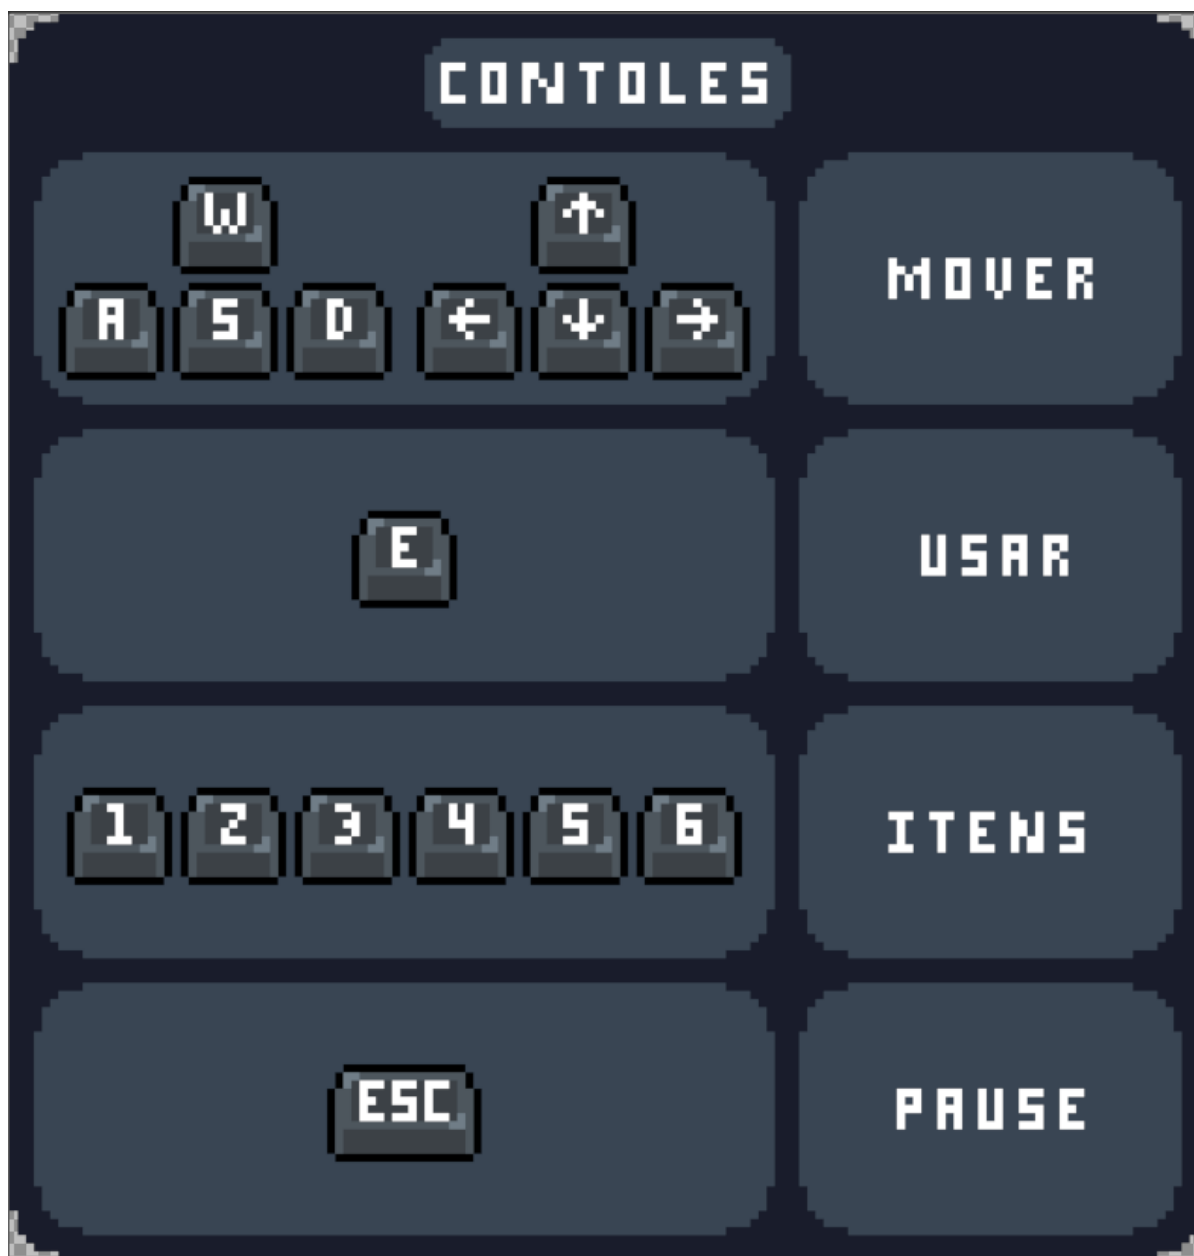 CONTOLES
W ↑
A S D ← ↓ →
MOVER
E
USAR
1 2 3 4 5 6
ITENS
ESC
PAUSE